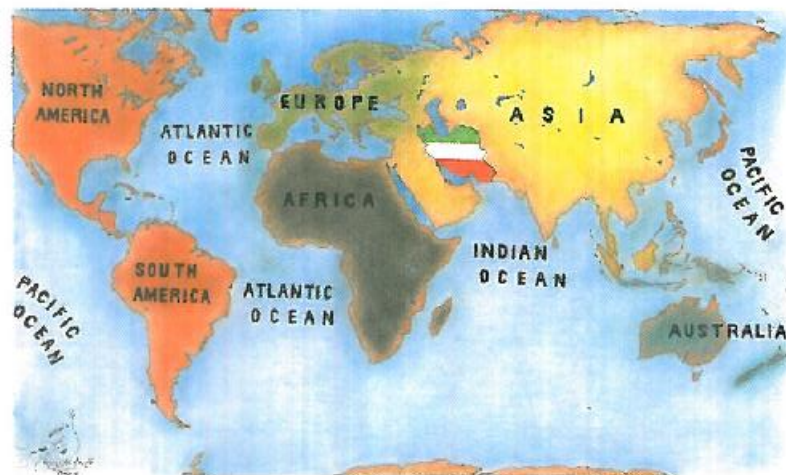 NORTH
AMERICA
EUROPE
ASIA
ATLANTIC
OCEAN
PACIFIC
OCEAN
AFRICA
INDIAN
OCEAN
SOUTH
AMERICA
ATLANTIC
OCEAN
PACIFIC
OCEAN
AUSTRALIA